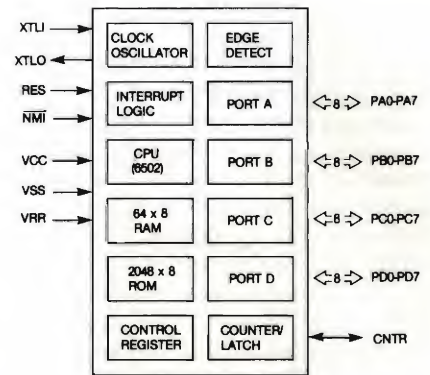 XTLI
XTLO
RES
NMI
VCC
VSS
VRR
CLOCK
OSCILLATOR
EDGE
DETECT
INTERRUPT
LOGIC
PORT A
CPU
(6502)
PORT B
64 x 8
RAM
PORT C
2048 x 8
ROM
PORT D
CONTROL
REGISTER
COUNTER/
LATCH
8 PA0-PA7
8 PB0-PB7
8 PC0-PC7
8 PD0-PD7
CNTR